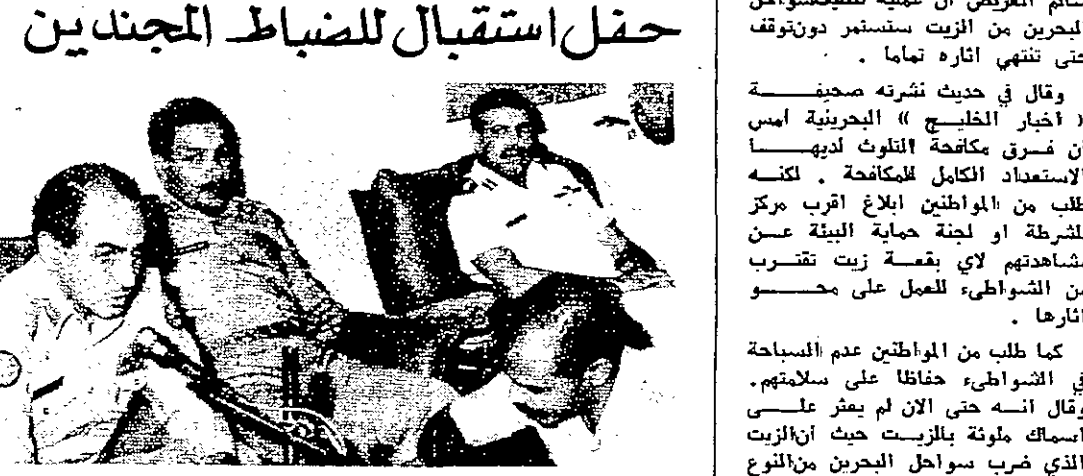 حفل استقبال للضباط المجندين
البحرين من الزيت ستستمر دون توقف
حتى تنتهي اثاره تماما .
وقال في حديث نشرته صحيفة
« اخبار الخليج » البحرينية امس
ان فرق مكافحة التلوث لديها
الاستعداد الكامل للمكافحة . لكنه
طلب من المواطنين ابلاغ اقرب مركز
للشرطة او لجنة حماية البيئة عن
مشاهدتهم لاي بقعة زيت تقترب
من الشواطىء للعمل على محو
اثارها .
كما طلب من المواطنين عدم السباحة
في الشواطىء حفاظا على سلامتهم.
وقال انه حتى الان لم يعثر على
اسماك ملوثة بالزيت حيث ان الزيت
الذي ضرب سواحل البحرين من النوع